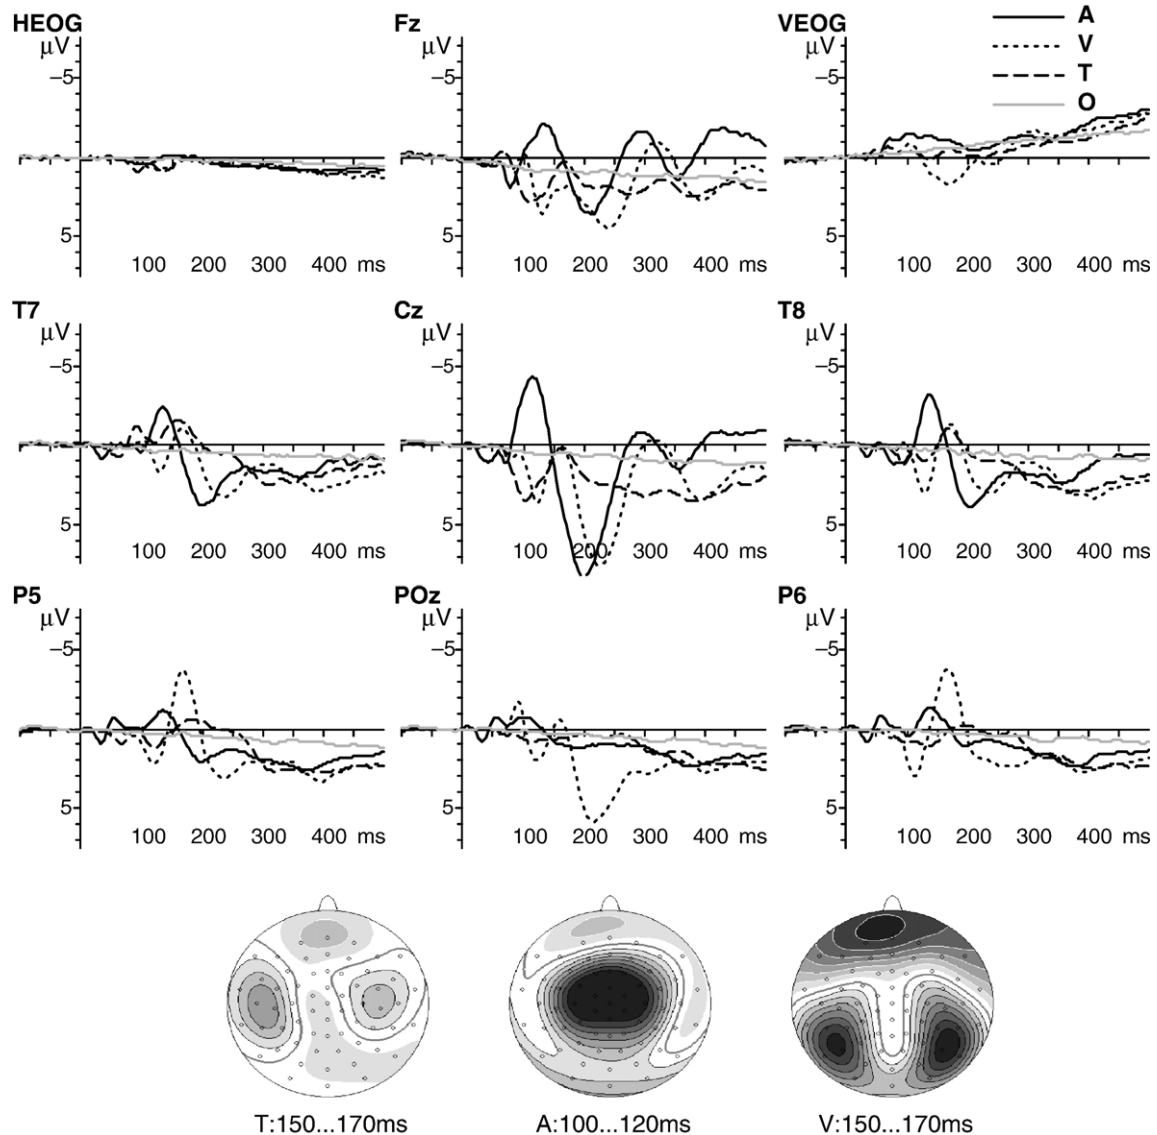 HEOG Fz VEOG A
µV µV µV V
–5 –5 –5 T
O
5 5 5
100 200 300 400 ms 100 200 300 400 ms 100 200 300 400 ms
T7 Cz T8
µV µV µV
–5 –5 –5
5 5 5
100 200 300 400 ms 100 200 300 400 ms 100 200 300 400 ms
P5 POz P6
µV µV µV
–5 –5 –5
5 5 5
100 200 300 400 ms 100 200 300 400 ms 100 200 300 400 ms
T:150...170ms A:100...120ms V:150...170ms